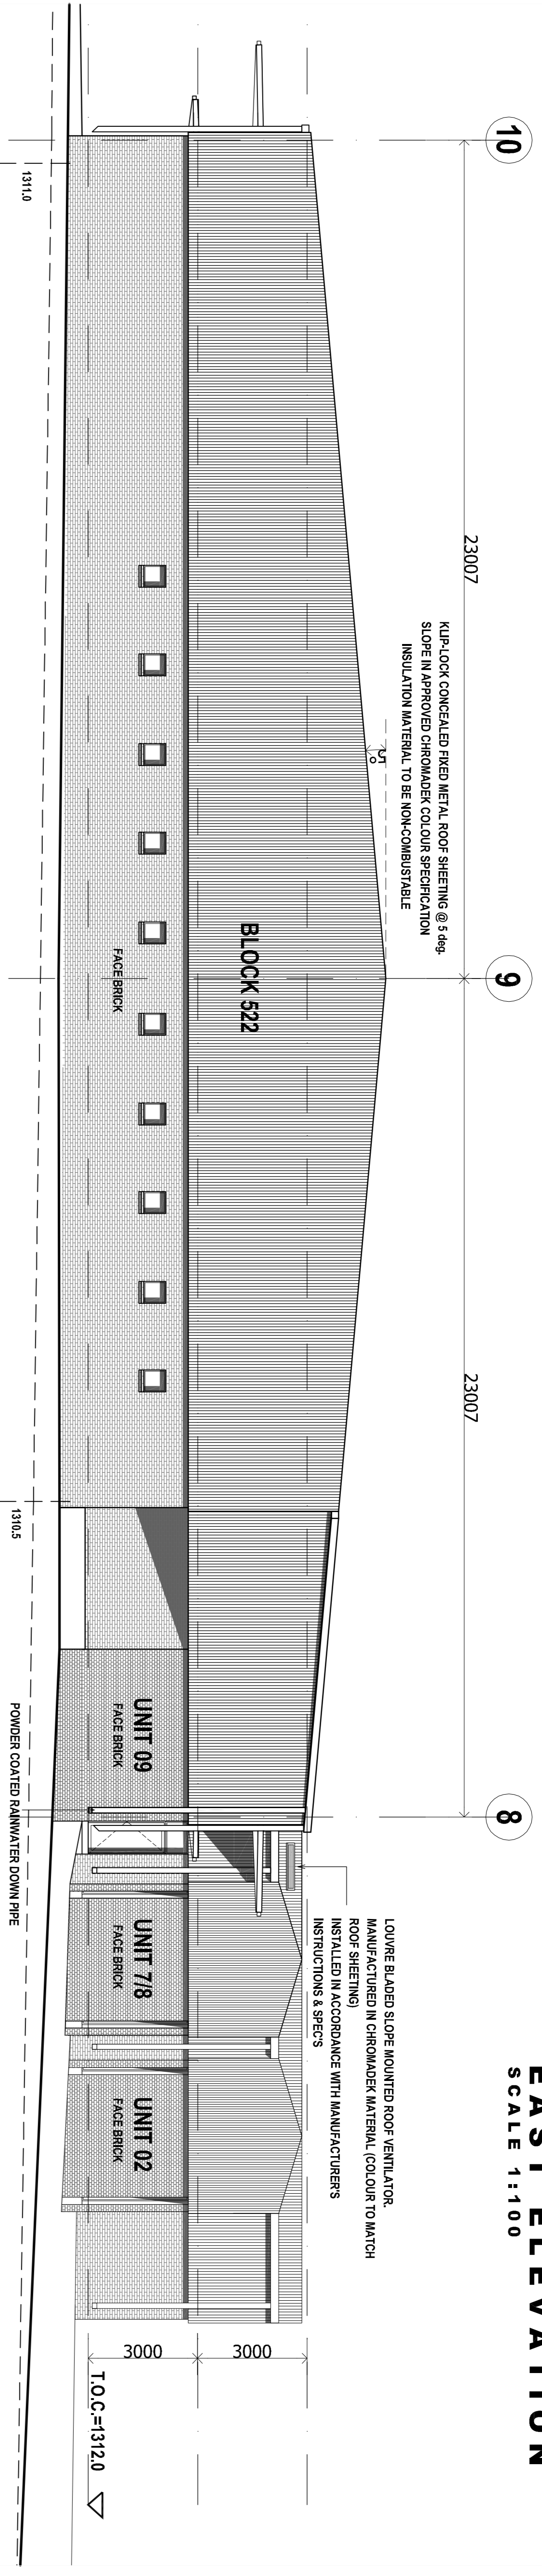 10
9
8
23007
23007
KLIP-LOCK CONCEALED FIXED METAL ROOF SHEETING @ 5 deg.
SLOPE IN APPROVED CHROMADEK COLOUR SPECIFICATION
INSULATION MATERIAL TO BE NON-COMBUSTABLE
5°
BLOCK 522
FACE BRICK
1311.0
1310.5
UNIT 09
FACE BRICK
UNIT 7/8
FACE BRICK
UNIT 02
FACE BRICK
POWDER COATED RAINWATER DOWN PIPE
LOUVRE BLADED SLOPE MOUNTED ROOF VENTILATOR.
MANUFACTURED IN CHROMADEK MATERIAL (COLOUR TO MATCH
ROOF SHEETING)
INSTALLED IN ACCORDANCE WITH MANUFACTURER'S
INSTRUCTIONS & SPEC'S
3000
3000
T.O.C.=1312.0
EAST ELEVATION
SCALE 1:100